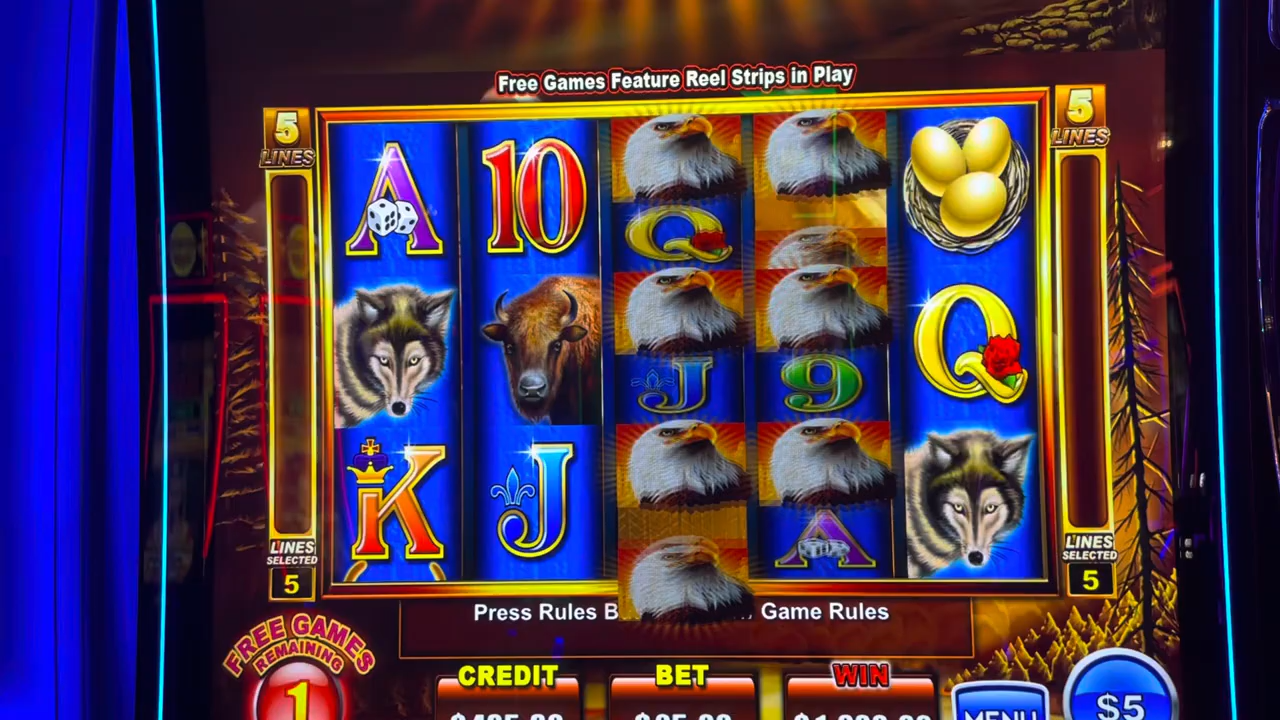 Free Games Feature Reel Strips in Play
5
LINES
5
LINES
A
10
Q
Q
J
9
K
J
A
LINES
SELECTED
5
LINES
SELECTED
5
Press Rules
Game Rules
FREE GAMES
REMAINING
1
CREDIT
BET
WIN
MENU
$5